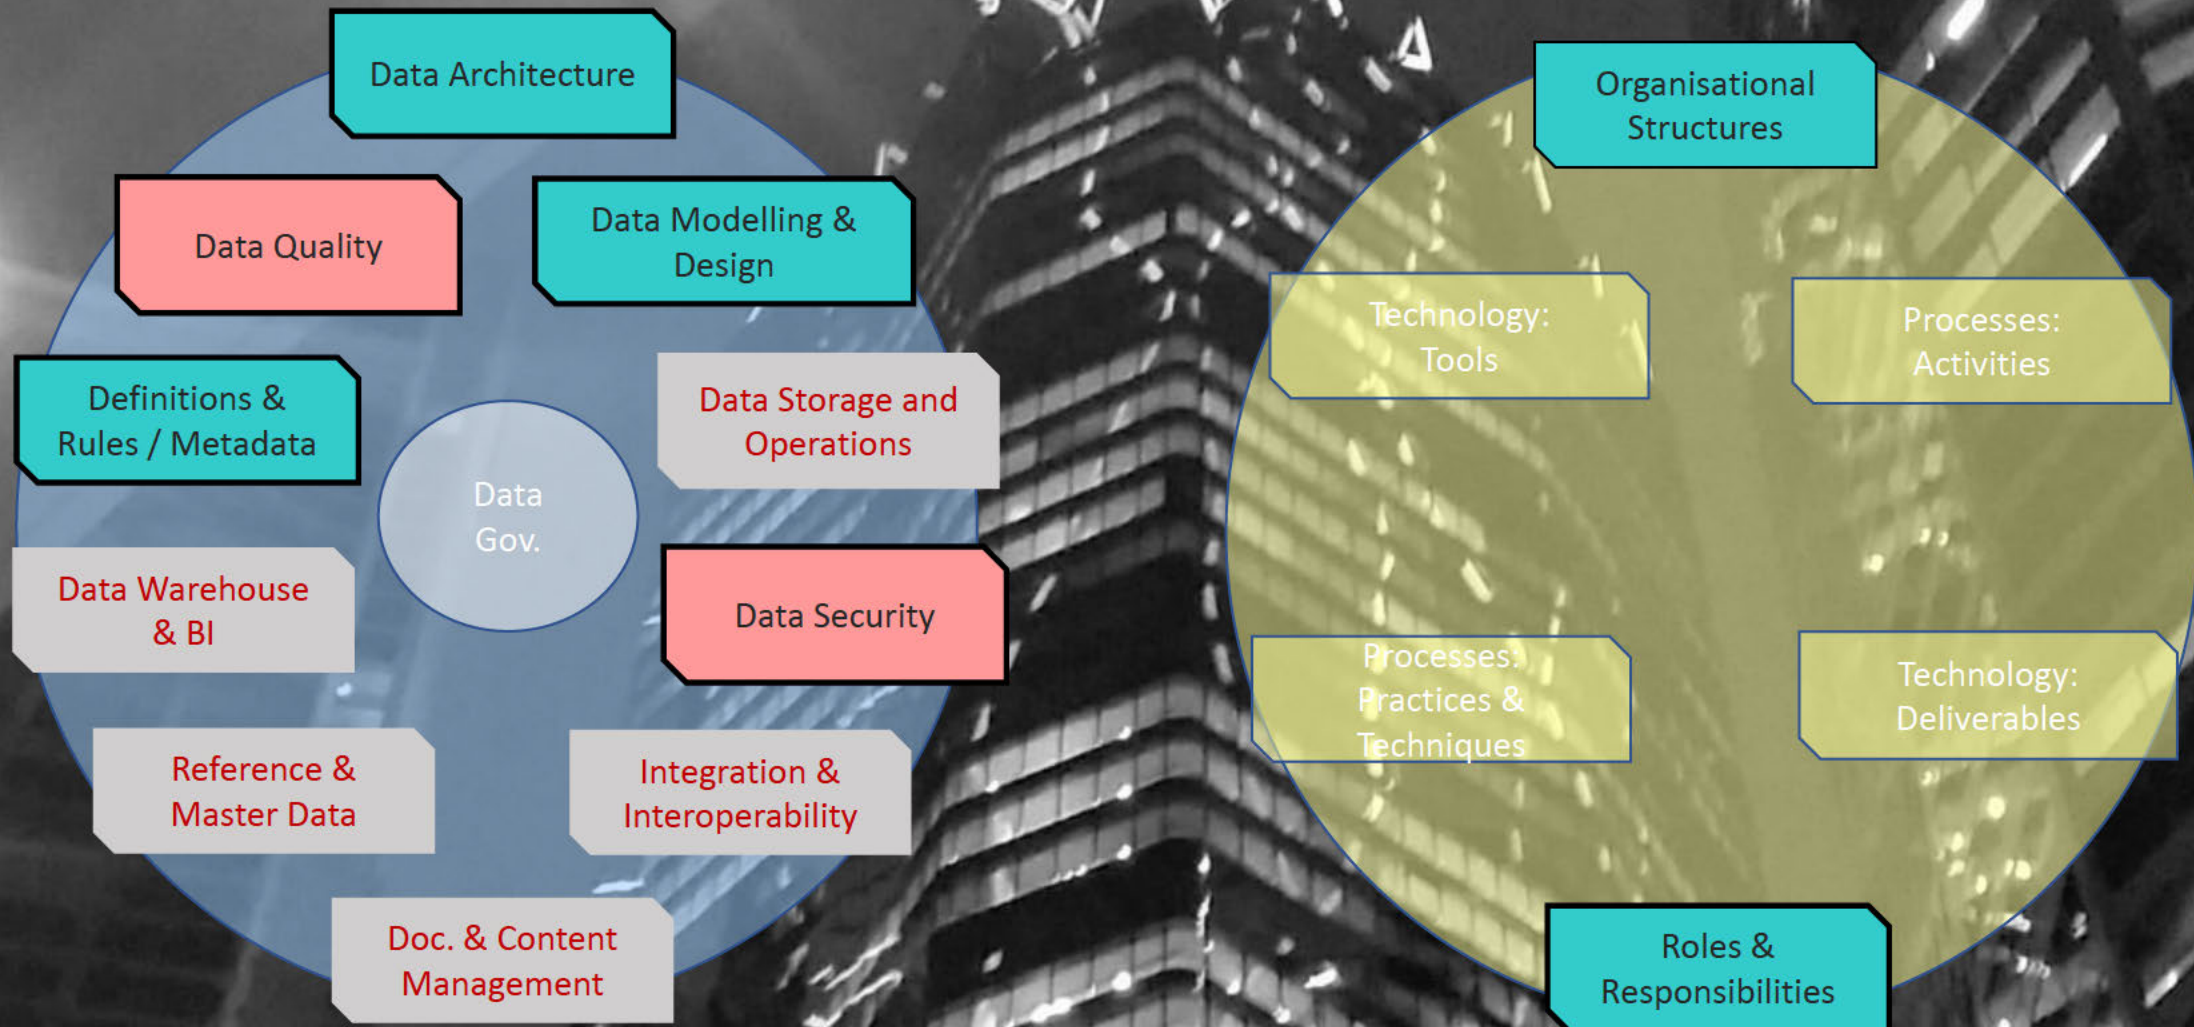 Data Architecture
Data Quality
Data Modelling &
Design
Definitions &
Rules / Metadata
Data Storage and
Operations
Data
Gov.
Data Warehouse
& BI
Data Security
Reference &
Master Data
Integration &
Interoperability
Doc. & Content
Management
Organisational
Structures
Technology:
Tools
Processes:
Activities
Processes:
Practices &
Techniques
Technology:
Deliverables
Roles &
Responsibilities